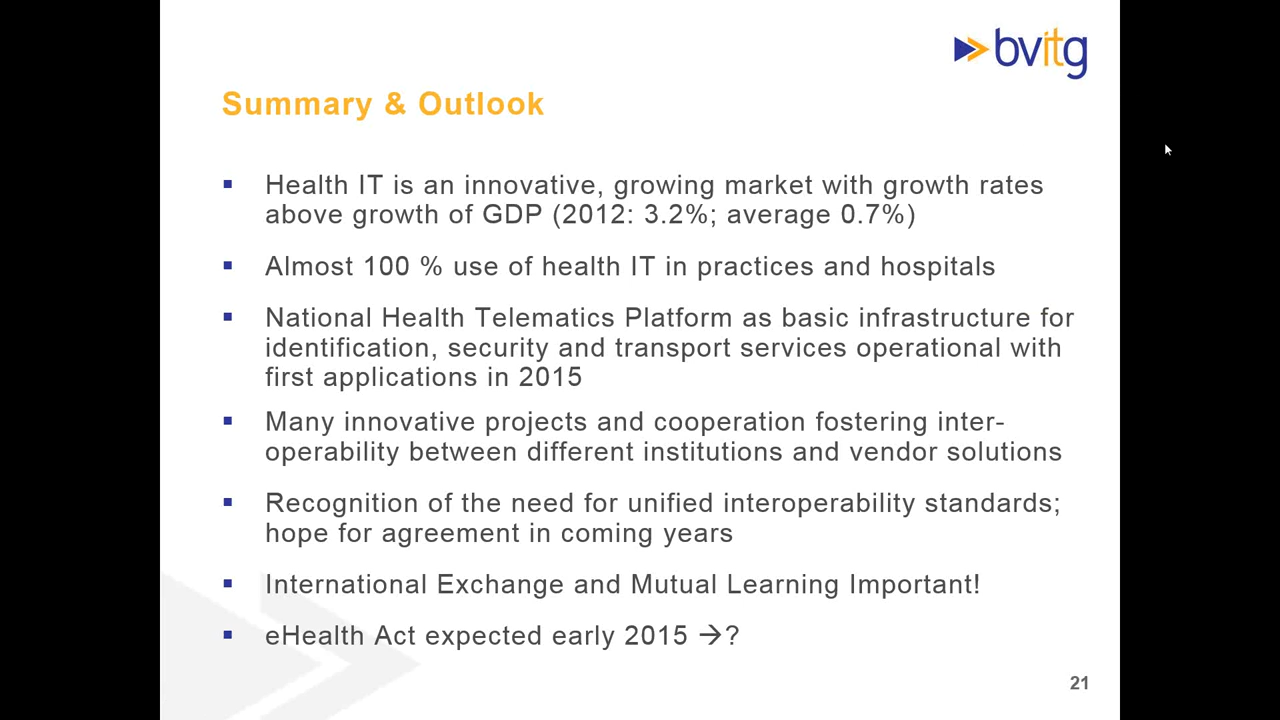 bvitg
Summary & Outlook
▪ Health IT is an innovative, growing market with growth rates
above growth of GDP (2012: 3.2%; average 0.7%)
▪ Almost 100 % use of health IT in practices and hospitals
▪ National Health Telematics Platform as basic infrastructure for
identification, security and transport services operational with
first applications in 2015
▪ Many innovative projects and cooperation fostering inter-
operability between different institutions and vendor solutions
▪ Recognition of the need for unified interoperability standards;
hope for agreement in coming years
▪ International Exchange and Mutual Learning Important!
▪ eHealth Act expected early 2015 →?
21